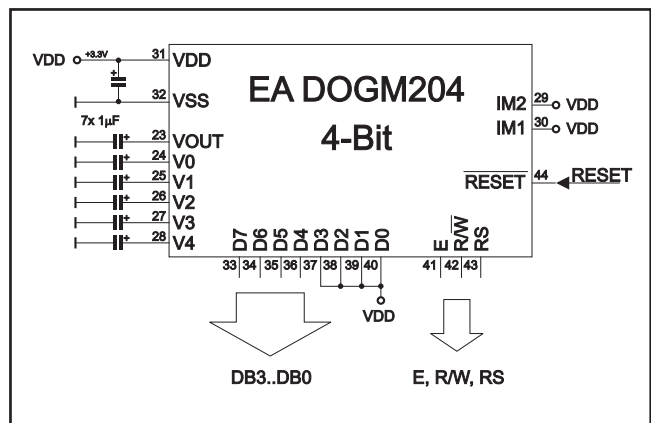 VDD +3.3V 31 VDD
EA DOGM204
4-Bit
32 VSS
7x 1µF
23 VOUT
24 V0
25 V1
26 V2
27 V3
28 V4
IM2 29 VDD
IM1 30 VDD
RESET 44 RESET
D7 D6 D5 D4 D3 D2 D1 D0
E R/W RS
33 34 35 36 37 38 39 40
41 42 43
VDD
DB3..DB0
E, R/W, RS